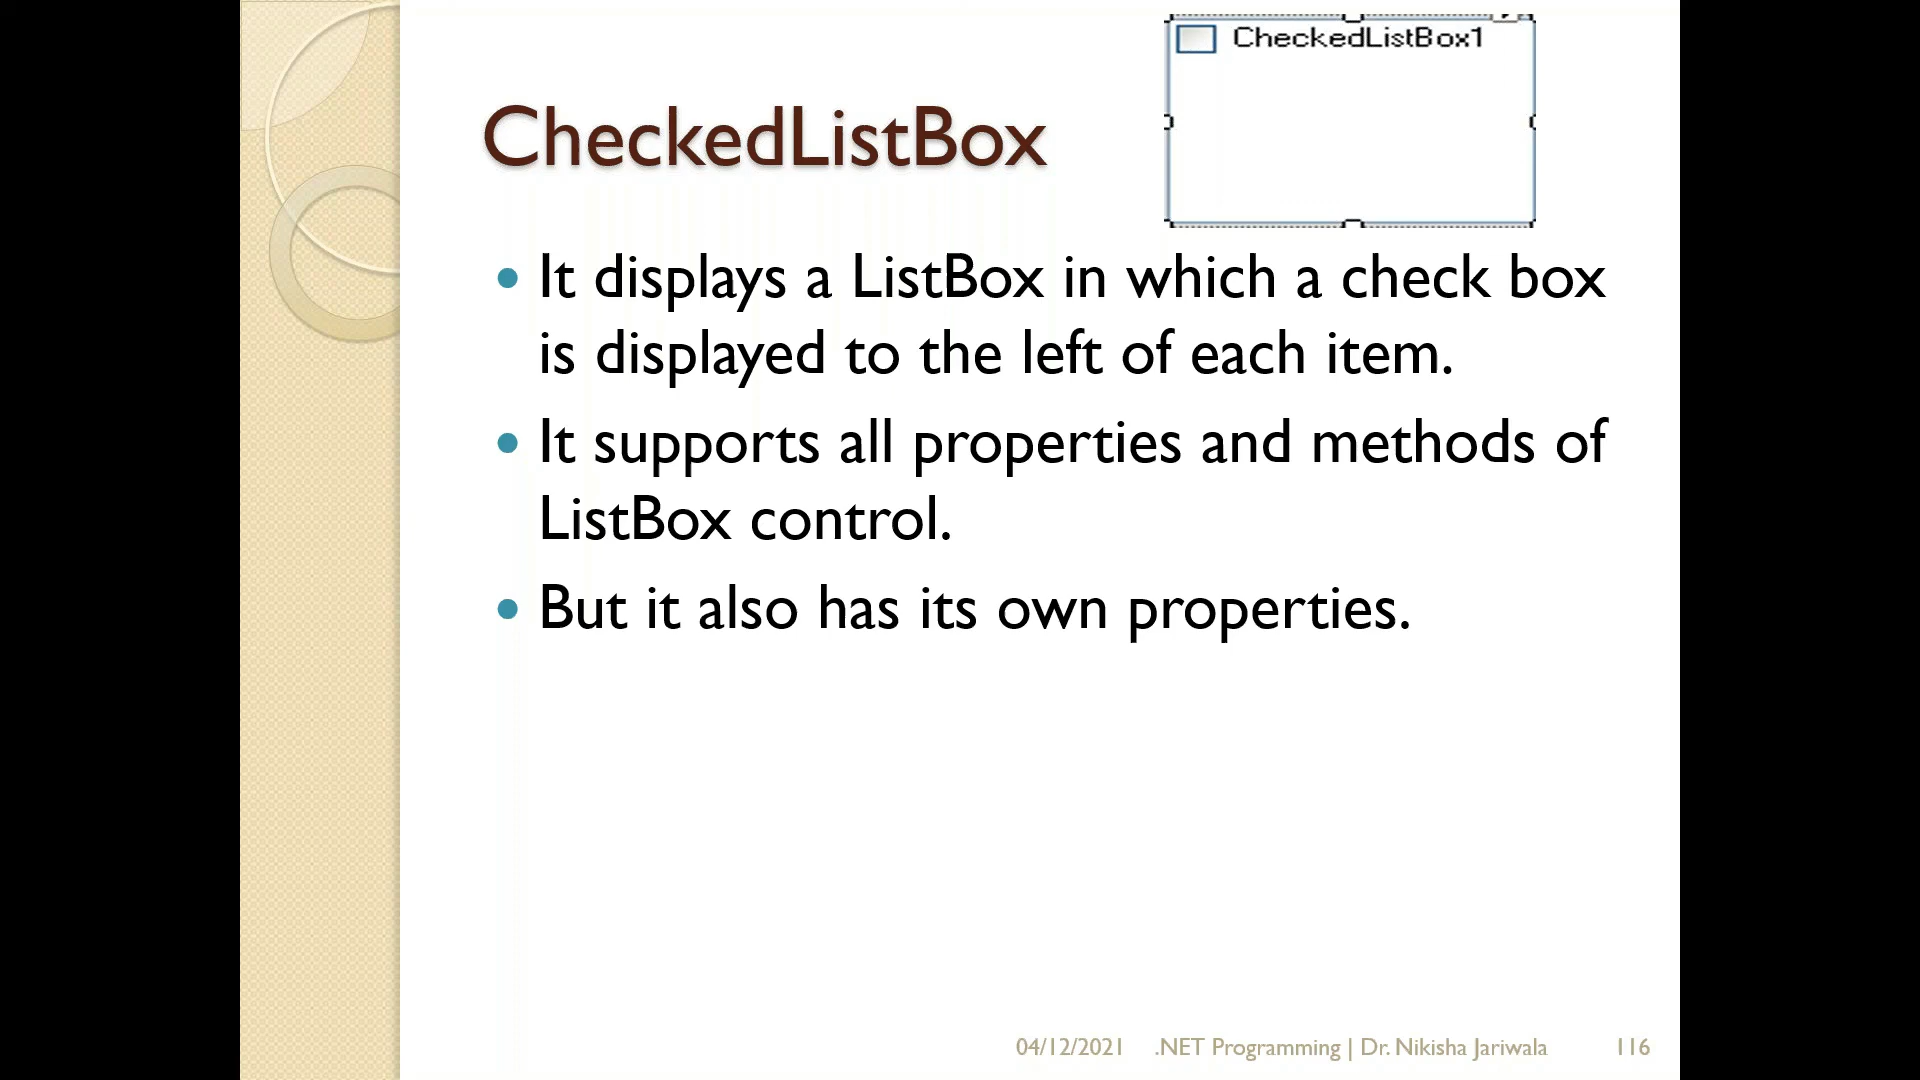 CheckedListBox1
CheckedListBox
• It displays a ListBox in which a check box
is displayed to the left of each item.
• It supports all properties and methods of
ListBox control.
• But it also has its own properties.
04/12/2021 .NET Programming | Dr. Nikisha Jariwala 116